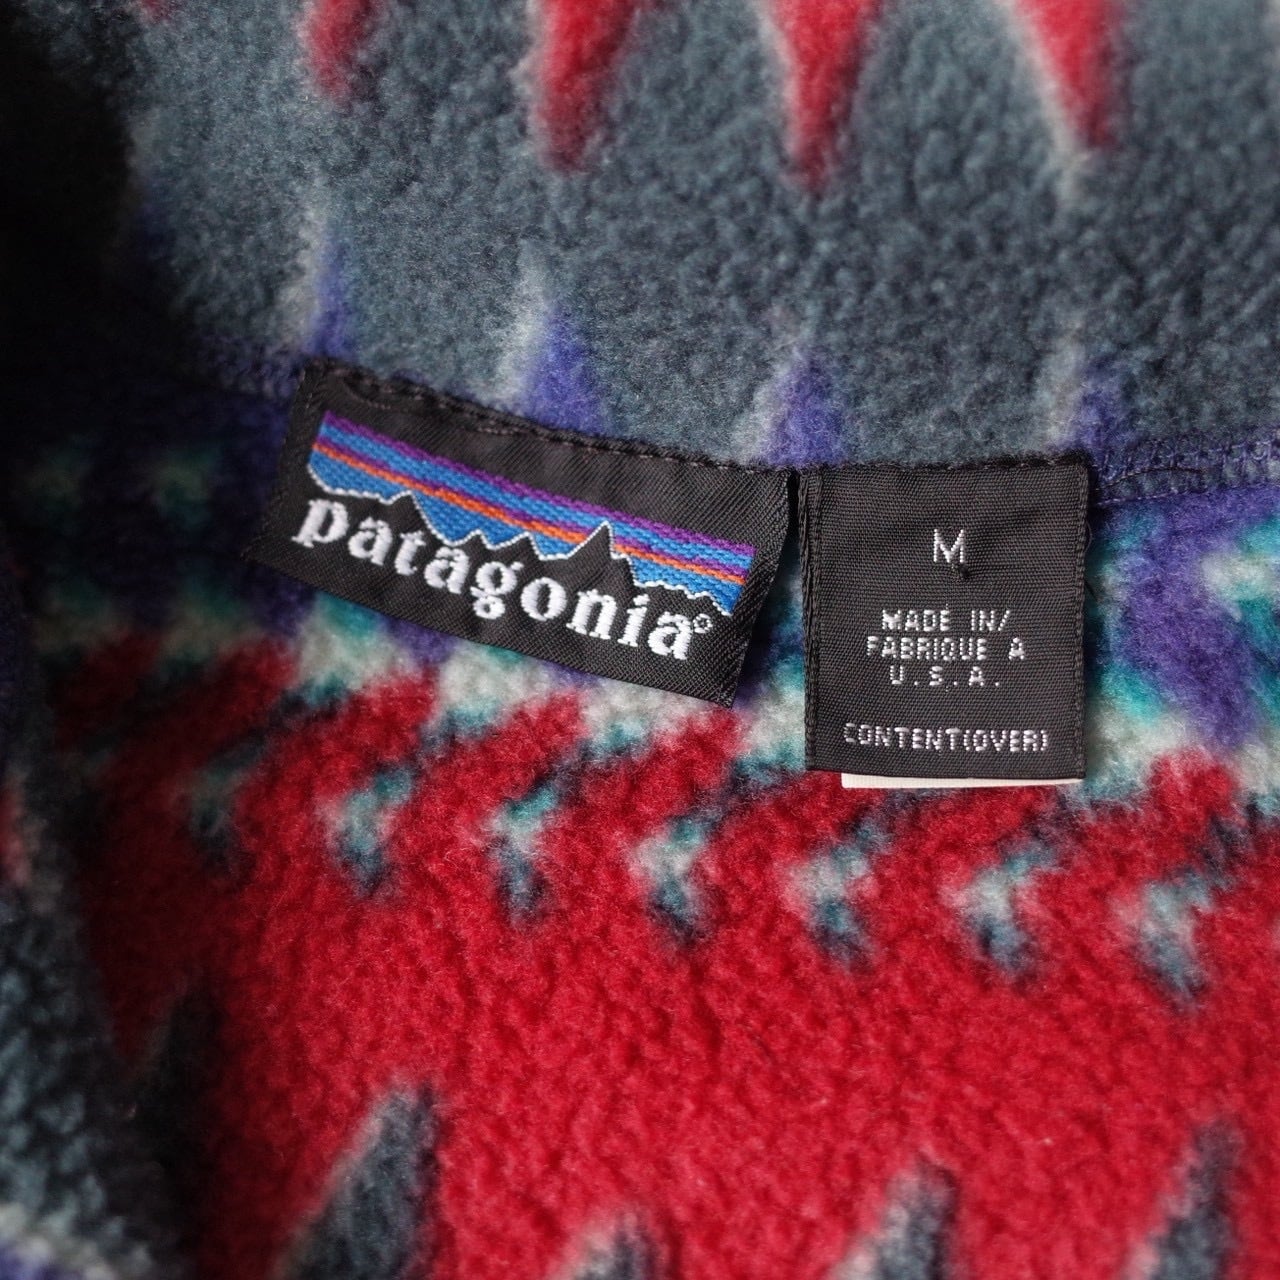 patagonia®
M
MADE IN/
FABRIQUE A
U.S.A.
CONTENT(OVER)